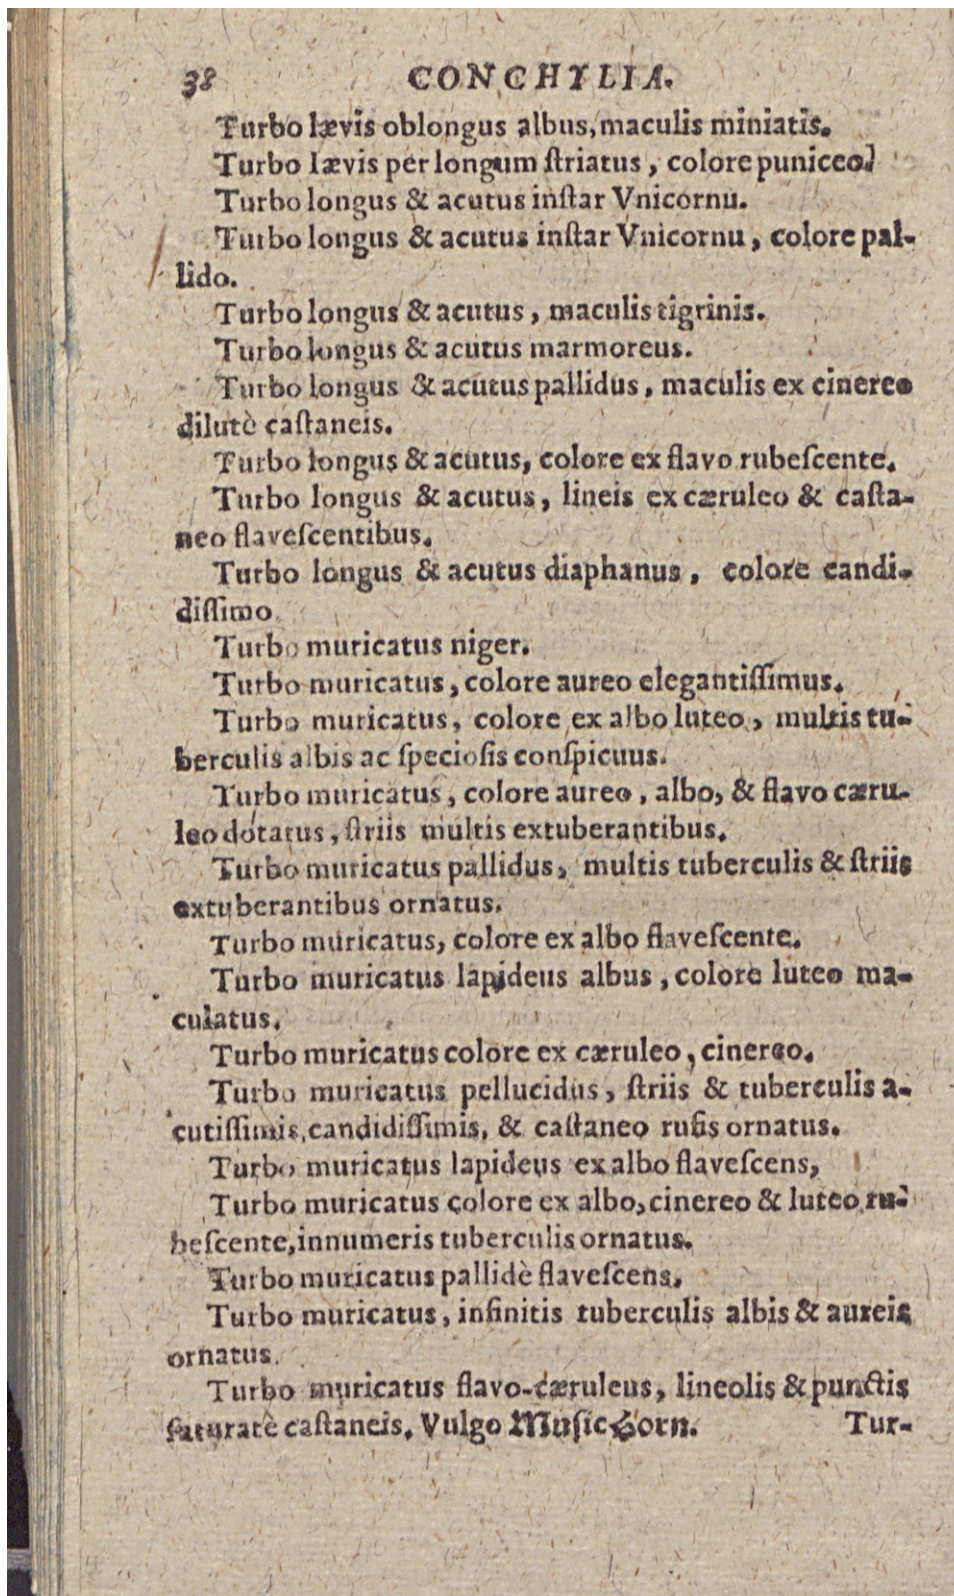 38 CONCHYLIA.
Turbo lævis oblongus albus, maculis miniatis.
Turbo lævis per longum ſtriatus, colore puniceo.
Turbo longus & acutus inſtar Vnicornu.
Turbo longus & acutus inſtar Vnicornu, colore pal-
lido.
Turbo longus & acutus, maculis tigrinis.
Turbo longus & acutus marmoreus.
Turbo longus & acutus pallidus, maculis ex cinereo
dilutè caſtaneis.
Turbo longus & acutus, colore ex flavo rubeſcente.
Turbo longus & acutus, lineis ex cæruleo & caſta-
neo flaveſcentibus.
Turbo longus & acutus diaphanus, colore candi-
diſſimo.
Turbo muricatus niger.
Turbo muricatus, colore aureo elegantiſſimus.
Turbo muricatus, colore ex albo luteo, multis tu-
berculis albis ac ſpecioſis conſpicuus.
Turbo muricatus, colore aureo, albo, & flavo cæru-
leo dotatus, ſtriis multis extuberantibus.
Turbo muricatus pallidus, multis tuberculis & ſtriis
extuberantibus ornatus.
Turbo muricatus, colore ex albo flaveſcente.
Turbo muricatus lapideus albus, colore luteo ma-
culatus.
Turbo muricatus colore ex cæruleo, cinereo.
Turbo muricatus pellucidus, ſtriis & tuberculis a-
cutiſſimis, candidiſſimis, & caſtaneo rufis ornatus.
Turbo muricatus lapideus ex albo flaveſcens,
Turbo muricatus colore ex albo, cinereo & luteo ru-
beſcente, innumeris tuberculis ornatus.
Turbo muricatus pallidè flaveſcens.
Turbo muricatus, infinitis tuberculis albis & aureis
ornatus.
Turbo muricatus flavo-cæruleus, lineolis & punctis
ſaturatè caſtaneis. Vulgo Muſic Horn. Tur-